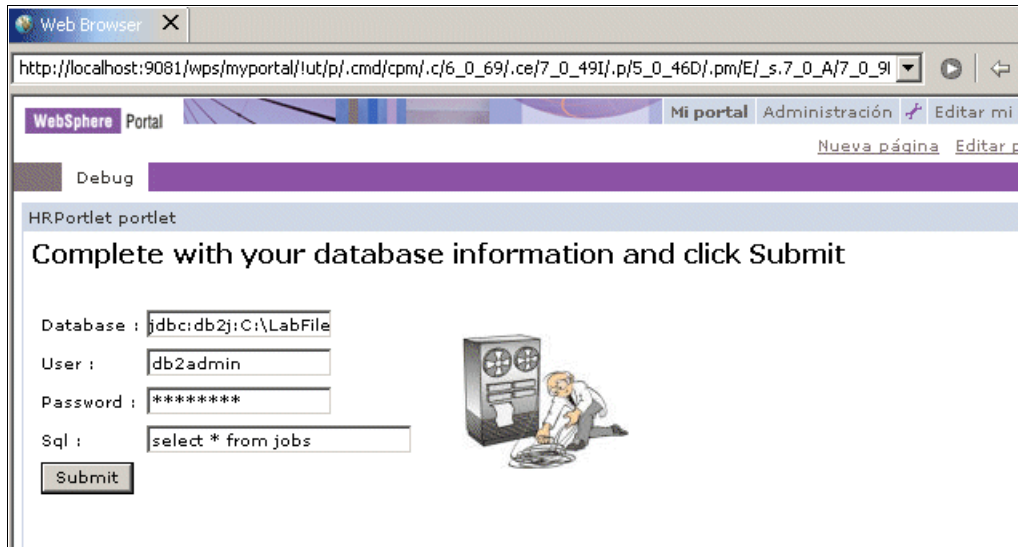 Web Browser
http://localhost:9081/wps/myportal/!ut/p/.cmd/cpm/.c/6_0_69/.ce/7_0_49I/.p/5_0_46D/.pm/E/_s.7_0_A/7_0_9I
WebSphere Portal
Mi portal Administración Editar mi
Nueva página Editar p
Debug
HRPortlet portlet
Complete with your database information and click Submit
Database : jdbc:db2j:C:\LabFile
User : db2admin
Password : ********
Sql : select * from jobs
Submit